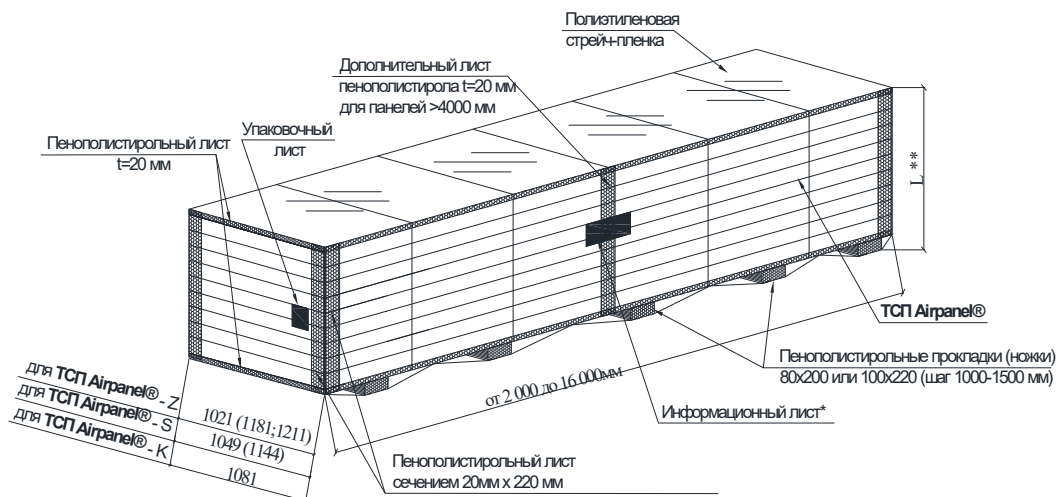 Полиэтиленовая
стрейч-пленка
Дополнительный лист
пенополистирола t=20 мм
для панелей >4000 мм
Упаковочный
лист
Пенополистирольный лист
t=20 мм
L **
ТСП Airpanel®
Пенополистирольные прокладки (ножки)
80x200 или 100x220 (шаг 1000-1500 мм)
от 2 000 до 16 000мм
Информационный лист*
для ТСП Airpanel® - Z
1021 (1181;1211)
для ТСП Airpanel® - S
1049 (1144)
для ТСП Airpanel® - K
1081
Пенополистирольный лист
сечением 20мм x 220 мм